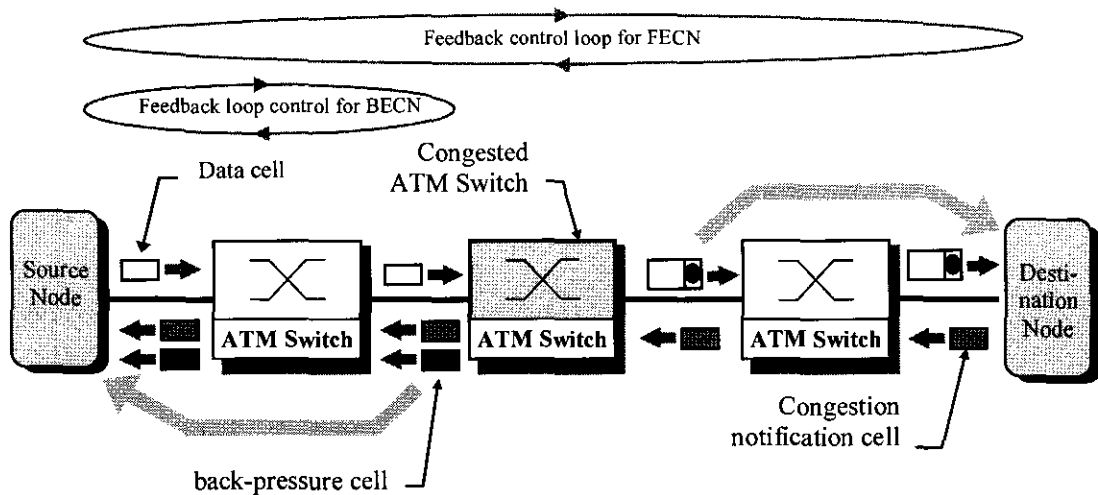 Feedback control loop for FECN
Feedback loop control for BECN
Data cell
Congested
ATM Switch
Source
Node
ATM Switch
ATM Switch
ATM Switch
Desti-
nation
Node
Congestion
notification cell
back-pressure cell